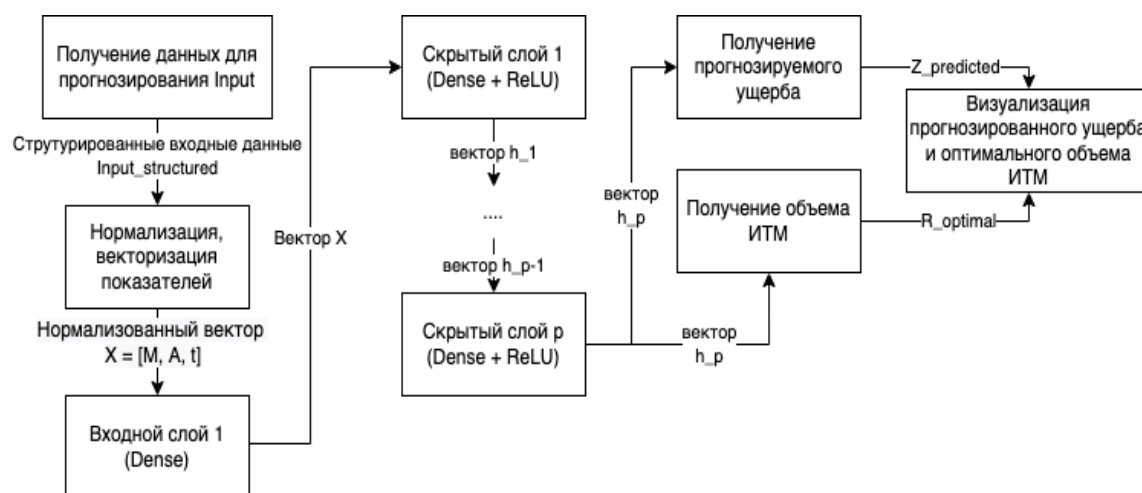 Получение данных для
прогнозирования Input
Струтурированные входные данные
Input_structured
Нормализация,
векторизация
показателей
Нормализованный вектор
X = [M, A, t]
Входной слой 1
(Dense)
Вектор X
Скрытый слой 1
(Dense + ReLU)
вектор h_1
....
вектор h_p-1
Скрытый слой p
(Dense + ReLU)
вектор
h_p
вектор
h_p
Получение
прогнозируемого
ущерба
Z_predicted
Получение объема
ИТМ
R_optimal
Визуализация
прогнозированного ущерба
и оптимального объема
ИТМ